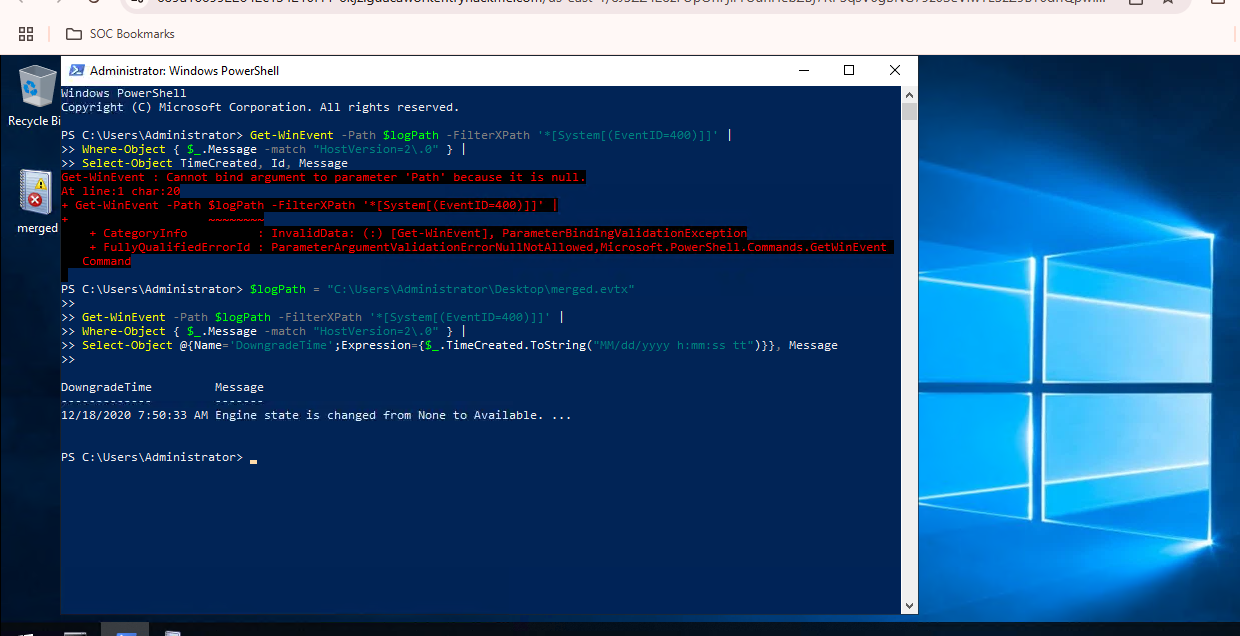 SOC Bookmarks
Administrator: Windows PowerShell
Recycle Bi
merged
Windows PowerShell
Copyright (C) Microsoft Corporation. All rights reserved.
PS C:\Users\Administrator> Get-WinEvent -Path $logPath -FilterXPath '*[System[(EventID=400)]]' |
>> Where-Object { $_.Message -match "HostVersion=2\.0" } |
>> Select-Object TimeCreated, Id, Message
Get-WinEvent : Cannot bind argument to parameter 'Path' because it is null.
At line:1 char:20
+ Get-WinEvent -Path $logPath -FilterXPath '*[System[(EventID=400)]]' |
+                    ~~~~~~~~
    + CategoryInfo          : InvalidData: (:) [Get-WinEvent], ParameterBindingValidationException
    + FullyQualifiedErrorId : ParameterArgumentValidationErrorNullNotAllowed,Microsoft.PowerShell.Commands.GetWinEvent
   Command
PS C:\Users\Administrator> $logPath = "C:\Users\Administrator\Desktop\merged.evtx"
>>
>> Get-WinEvent -Path $logPath -FilterXPath '*[System[(EventID=400)]]' |
>> Where-Object { $_.Message -match "HostVersion=2\.0" } |
>> Select-Object @{Name='DowngradeTime';Expression={$_.TimeCreated.ToString("MM/dd/yyyy h:mm:ss tt")}}, Message
>>
DowngradeTime         Message
-------------         -------
12/18/2020 7:50:33 AM Engine state is changed from None to Available. ...
PS C:\Users\Administrator>